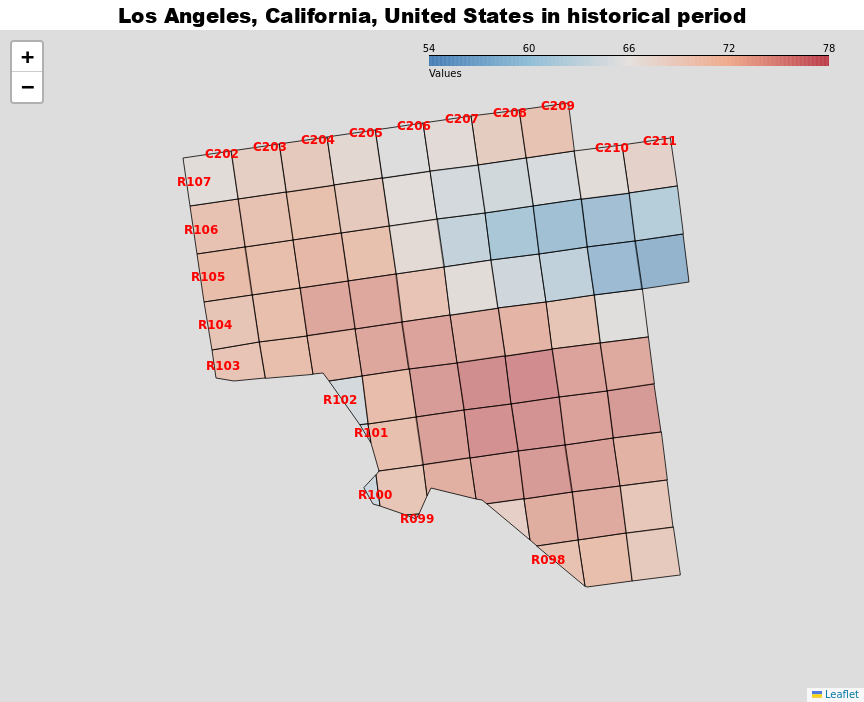 Los Angeles, California, United States in historical period
+
−
54 60 66 72 78
Values
C202 C203 C204 C205 C206 C207 C208 C209
C210 C211
R107
R106
R105
R104
R103
R102
R101
R100
R099
R098
Leaflet